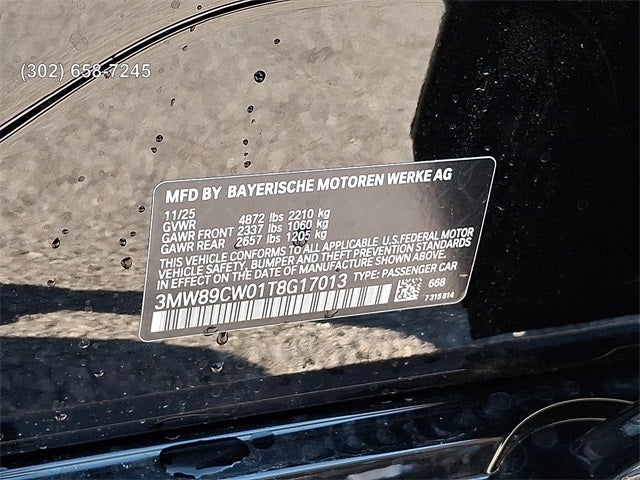 (302) 658-7245
MFD BY BAYERISCHE MOTOREN WERKE AG
11/25
GVWR 4872 lbs 2210 kg
GAWR FRONT 2337 lbs 1060 kg
GAWR REAR 2657 lbs 1205 kg
THIS VEHICLE CONFORMS TO ALL APPLICABLE U.S.FEDERAL MOTOR
VEHICLE SAFETY, BUMPER AND THEFT PREVENTION STANDARDS
IN EFFECT ON THE DATE OF MANUFACTURE SHOWN ABOVE.
3MW89CW01T8G17013 TYPE: PASSENGER CAR
668
7 315 814